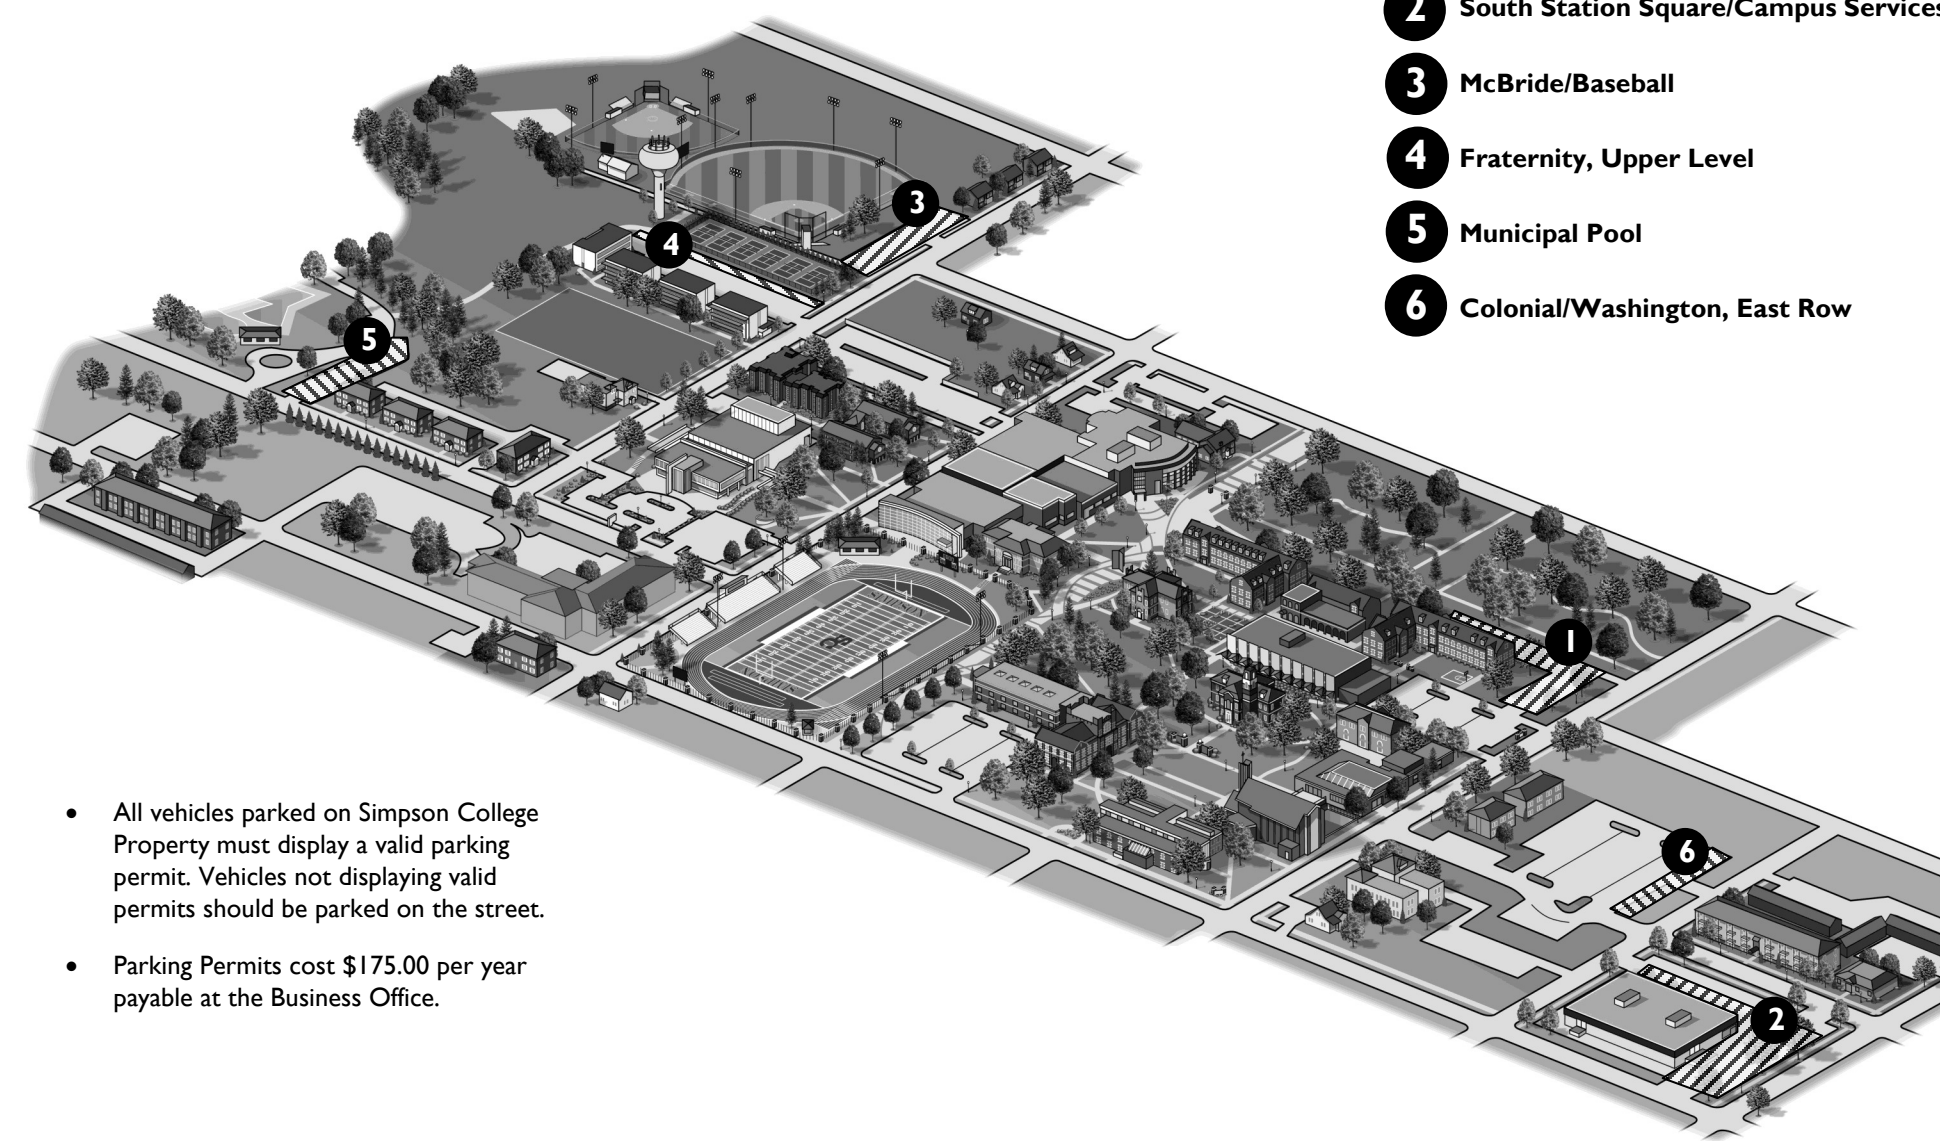 2 South Station Square/Campus Services
3 McBride/Baseball
4 Fraternity, Upper Level
5 Municipal Pool
6 Colonial/Washington, East Row
3
4
5
1
6
2
SIMPSON
SIMPSON
• All vehicles parked on Simpson College
Property must display a valid parking
permit. Vehicles not displaying valid
permits should be parked on the street.
• Parking Permits cost $175.00 per year
payable at the Business Office.